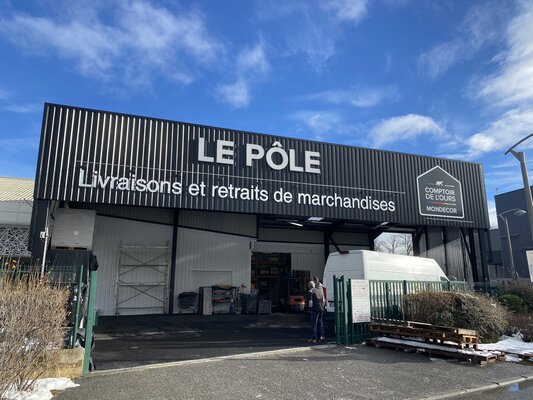 LE PÔLE
Livraisons et retraits de marchandises
COMPTOIR
DE L'OURS
MONDECOR